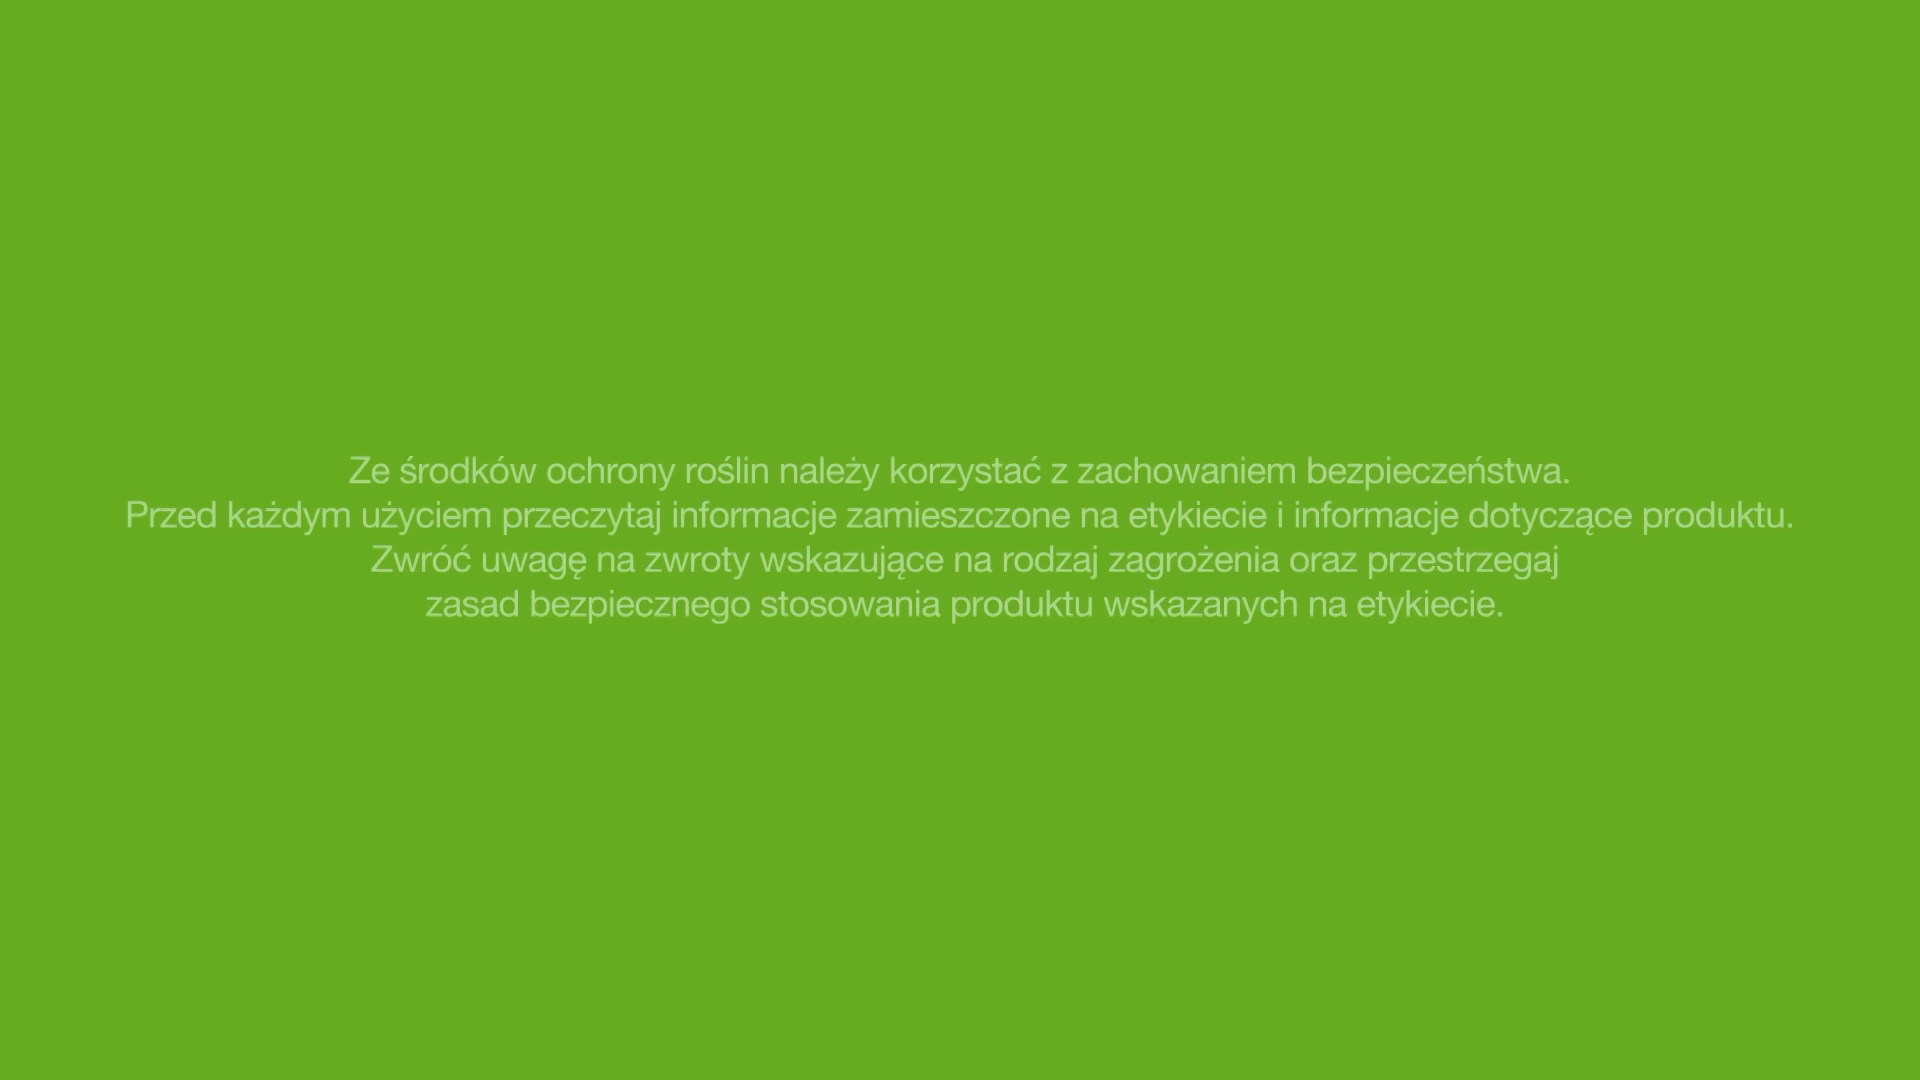 Ze środków ochrony roślin należy korzystać z zachowaniem bezpieczeństwa.
Przed każdym użyciem przeczytaj informacje zamieszczone na etykiecie i informacje dotyczące produktu.
Zwróć uwagę na zwroty wskazujące na rodzaj zagrożenia oraz przestrzegaj
zasad bezpiecznego stosowania produktu wskazanych na etykiecie.